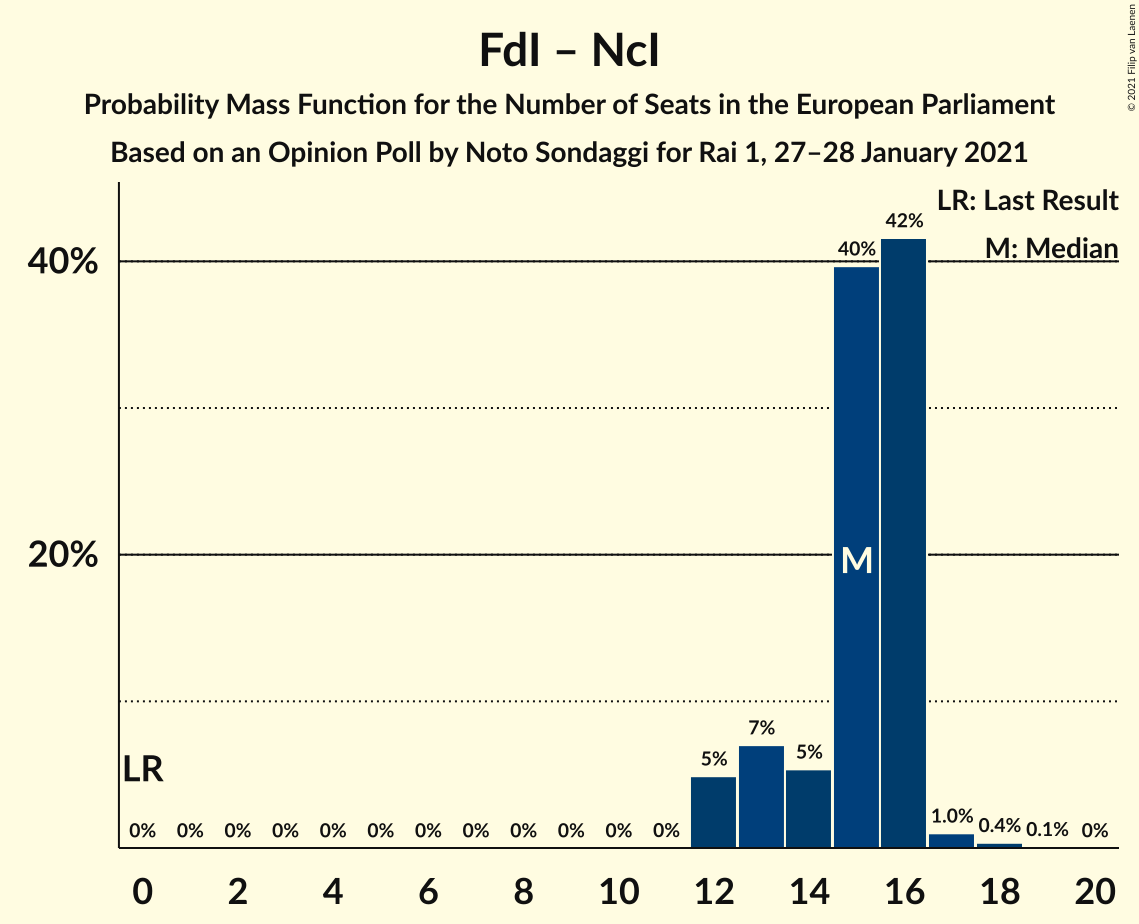 FdI – NcI
Probability Mass Function for the Number of Seats in the European Parliament
Based on an Opinion Poll by Noto Sondaggi for Rai 1, 27–28 January 2021
© 2021 Filip van Laenen
LR: Last Result
M: Median
40%
20%
42%
40%
M
7%
5%
5%
LR
0% 0% 0% 0% 0% 0% 0% 0% 0% 0% 0% 0%
1.0% 0.4% 0.1% 0%
0 2 4 6 8 10 12 14 16 18 20